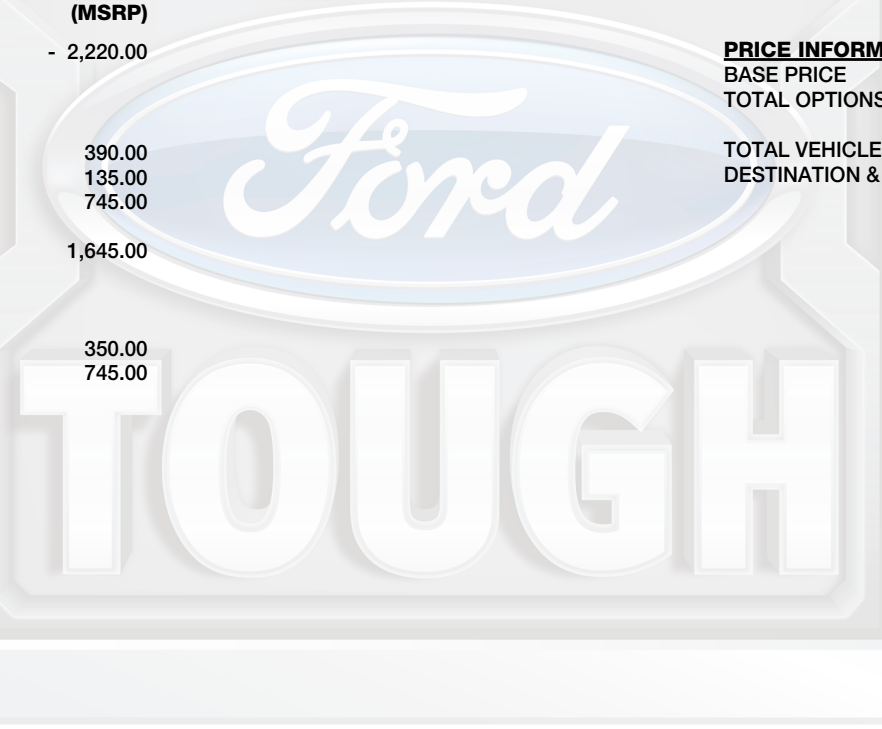 (MSRP)
- 2,220.00
390.00
135.00
745.00
1,645.00
350.00
745.00
PRICE INFORM
BASE PRICE
TOTAL OPTIONS
TOTAL VEHICLE
DESTINATION &
Ford
TOUGH